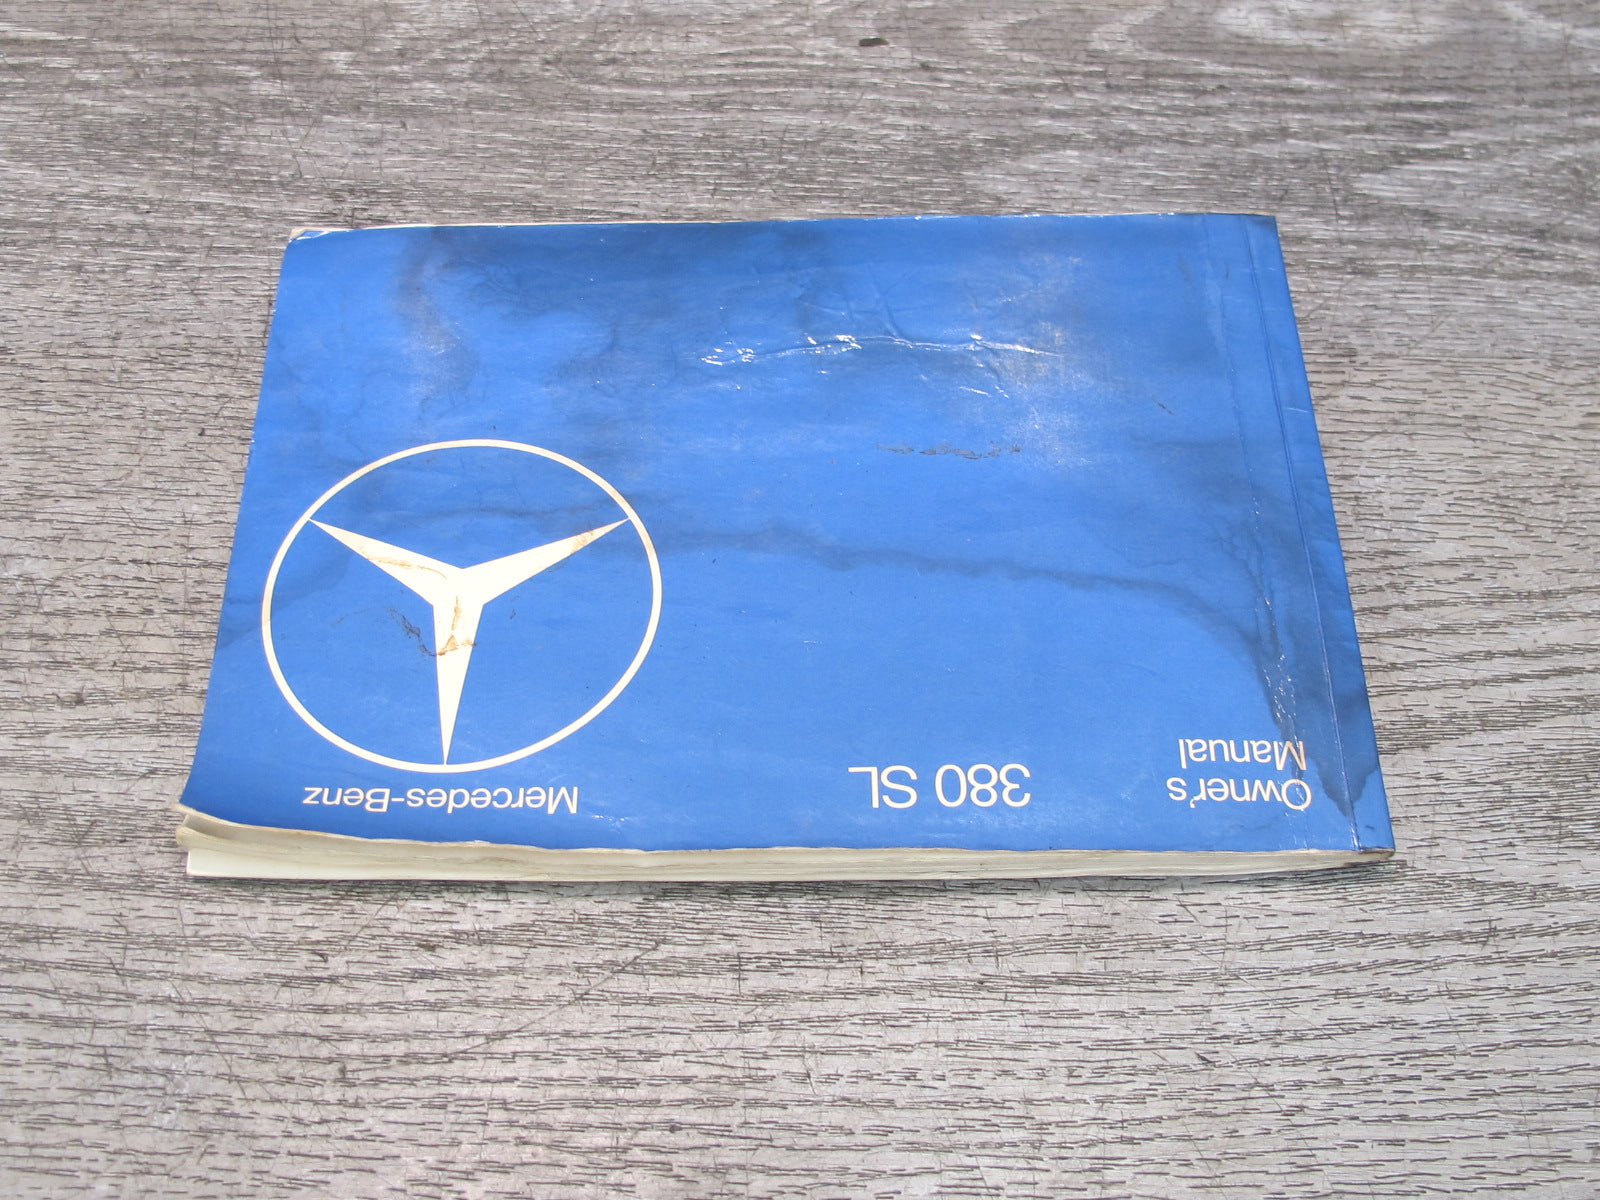 Owner's
Manual
380 SL
Mercedes-Benz